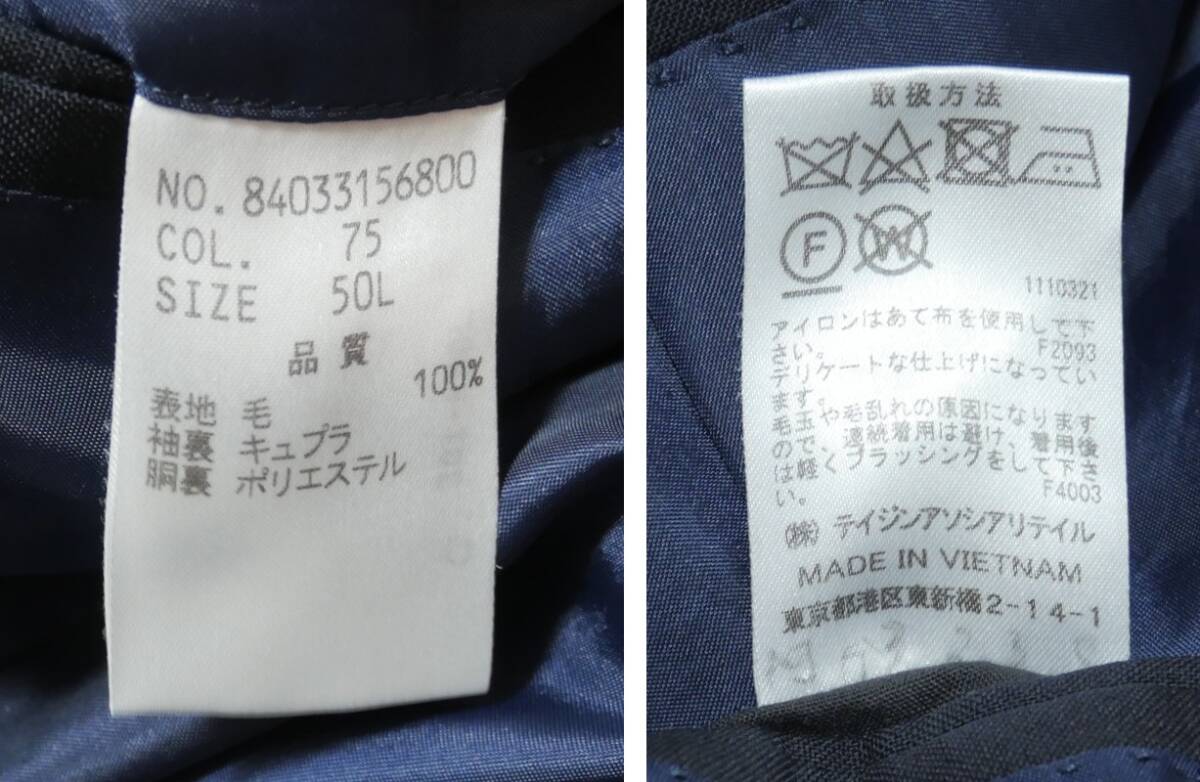 NO. 84033156800
COL. 75
SIZE 50L
品質
100%
表地 毛
袖裏 キュプラ
胴裏 ポリエステル
取扱方法
F W
1110321
アイロンはあて布を使用して下
さい。 F2093
デリケートな仕上げになってい
ます。
毛玉や毛乱れの原因になります
ので、連続着用は避け、着用後
は軽くブラッシングをして下さ
い。 F4003
(株)テイジンアソシアリテイル
MADE IN VIETNAM
東京都港区東新橋2-14-1